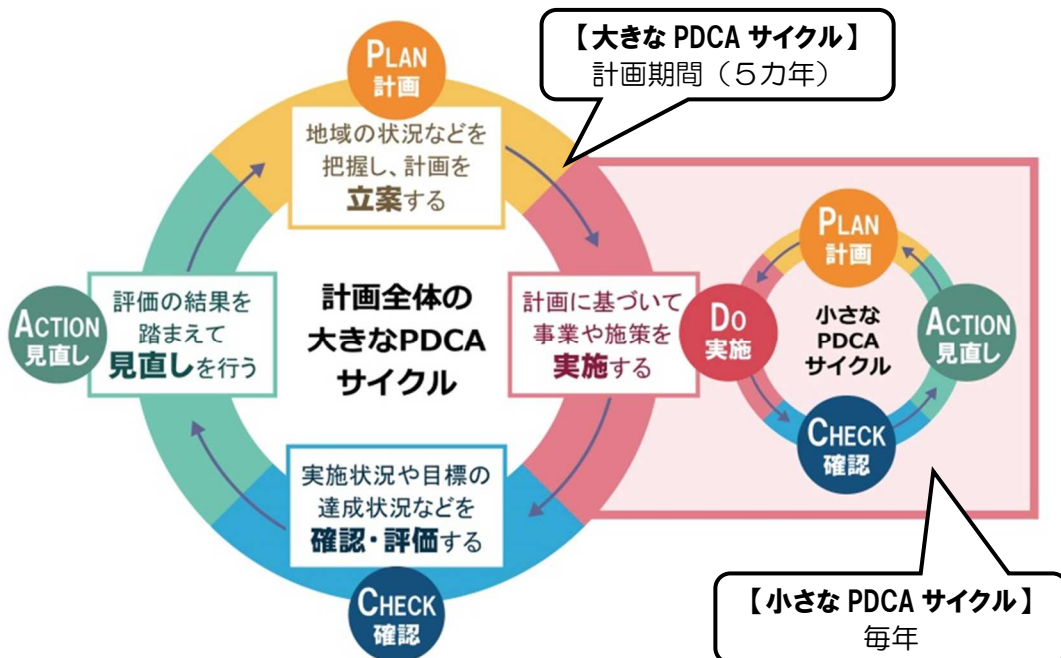 【大きな PDCA サイクル】
計画期間（５カ年）
PLAN
計画
地域の状況などを
把握し、計画を
立案する
計画全体の
大きなPDCA
サイクル
計画に基づいて
事業や施策を
実施する
DO
実施
実施状況や目標の
達成状況などを
確認・評価する
CHECK
確認
評価の結果を
踏まえて
見直しを行う
ACTION
見直し
PLAN
計画
小さな
PDCA
サイクル
CHECK
確認
ACTION
見直し
【小さな PDCA サイクル】
毎年